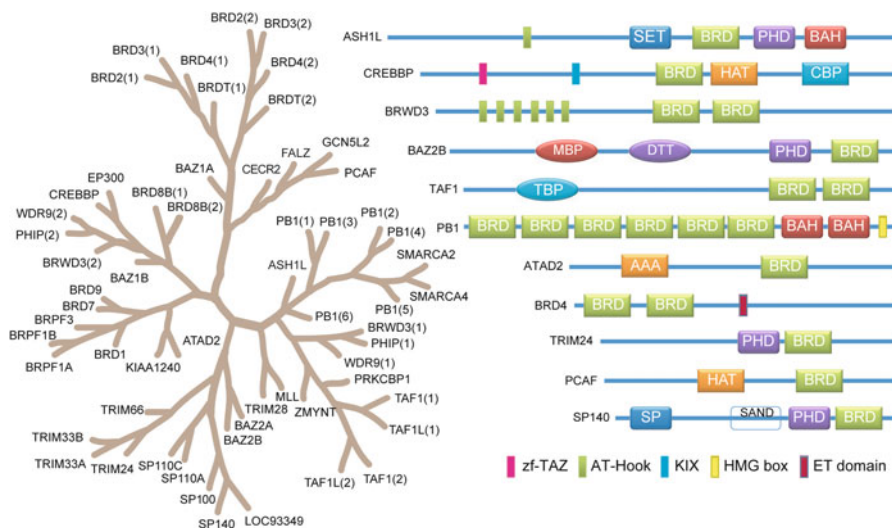 BRD2(2)
BRD3(2)
BRD3(1)
BRD4(1)
BRD4(2)
BRD2(1)
BRDT(1)
BRDT(2)
GCN5L2
FALZ
BAZ1A
CECR2
PCAF
EP300
BRD8B(1)
CREBBP
BRD8B(2)
WDR9(2)
PHIP(2)
BRWD3(2)
BAZ1B
PB1(1)
PB1(3)
PB1(2)
PB1(4)
SMARCA2
ASH1L
SMARCA4
PB1(5)
PB1(6)
BRD9
BRD7
BRPF3
BRPF1B
BRPF1A
BRD1
ATAD2
KIAA1240
BRWD3(1)
PHIP(1)
WDR9(1)
PRKCBP1
MLL
ZMYNT
TRIM28
BAZ2A
BAZ2B
TAF1(1)
TAF1L(1)
TAF1(2)
TAF1L(2)
TRIM66
TRIM33B
TRIM33A
TRIM24
SP110C
SP110A
SP100
SP140
LOC93349
ASH1L SET BRD PHD BAH
CREBBP BRD HAT CBP
BRWD3 BRD BRD
BAZ2B MBP DTT PHD BRD
TAF1 TBP BRD BRD
PB1 BRD BRD BRD BRD BRD BRD BAH BAH
ATAD2 AAA BRD
BRD4 BRD BRD
TRIM24 PHD BRD
PCAF HAT BRD
SP140 SP SAND PHD BRD
zf-TAZ AT-Hook KIX HMG box ET domain